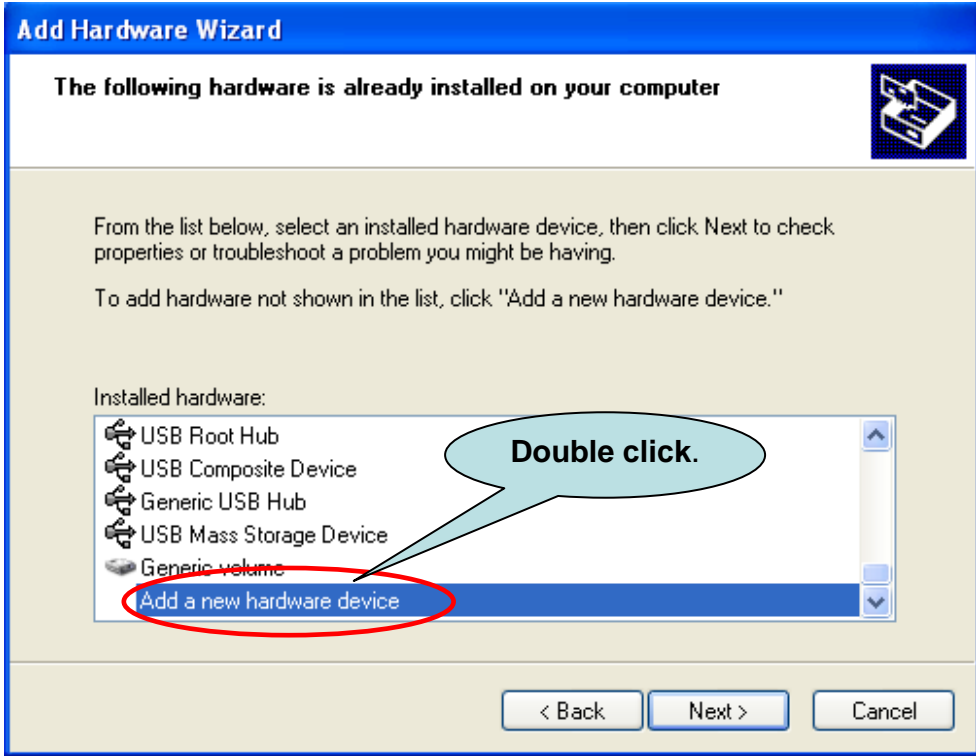 Add Hardware Wizard
The following hardware is already installed on your computer
From the list below, select an installed hardware device, then click Next to check
properties or troubleshoot a problem you might be having.
To add hardware not shown in the list, click "Add a new hardware device."
Installed hardware:
USB Root Hub
Double click.
USB Composite Device
Generic USB Hub
USB Mass Storage Device
Generic volume
Add a new hardware device
< Back
Next >
Cancel